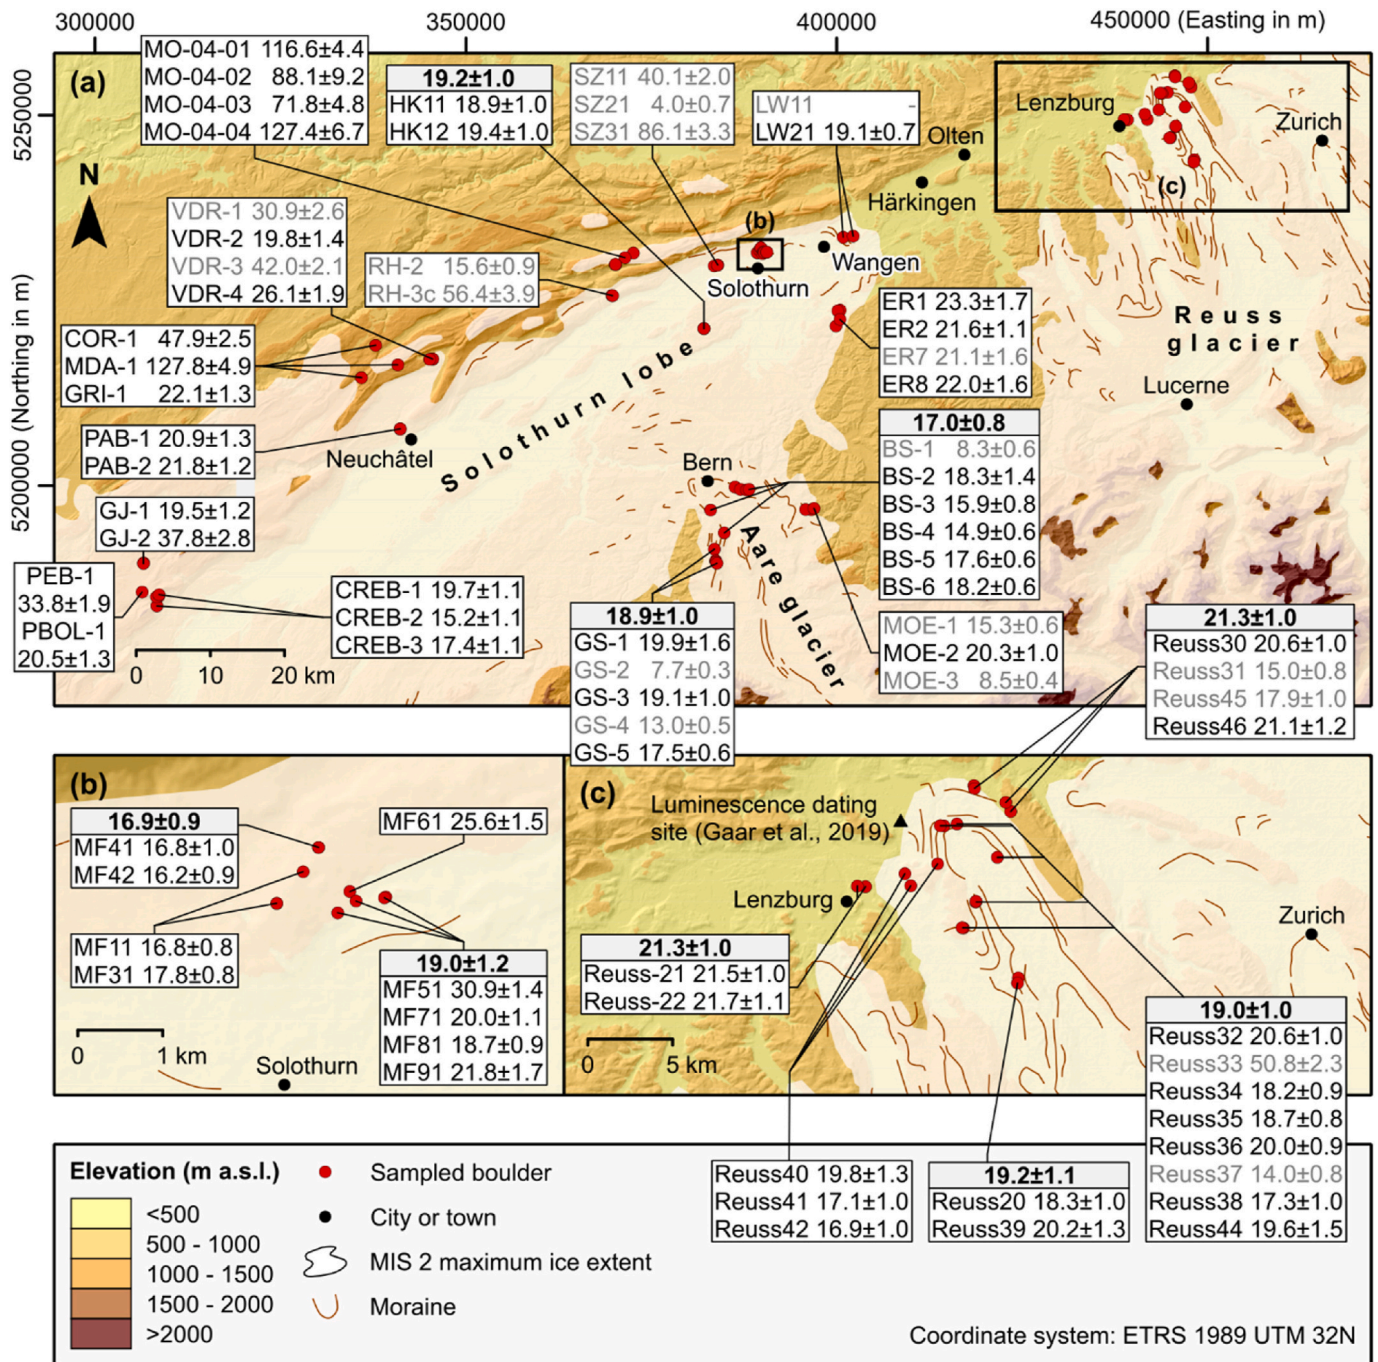 300000
350000
400000
450000 (Easting in m)
(a)
5250000
5200000 (Northing in m)
N
MO-04-01 116.6±4.4
MO-04-02 88.1±9.2
MO-04-03 71.8±4.8
MO-04-04 127.4±6.7
19.2±1.0
HK11 18.9±1.0
HK12 19.4±1.0
SZ11 40.1±2.0
SZ21 4.0±0.7
SZ31 86.1±3.3
LW11 -
LW21 19.1±0.7
Olten
Härkingen
Lenzburg
Zurich
(c)
VDR-1 30.9±2.6
VDR-2 19.8±1.4
VDR-3 42.0±2.1
VDR-4 26.1±1.9
RH-2 15.6±0.9
RH-3c 56.4±3.9
(b)
Solothurn
Wangen
COR-1 47.9±2.5
MDA-1 127.8±4.9
GRI-1 22.1±1.3
ER1 23.3±1.7
ER2 21.6±1.1
ER7 21.1±1.6
ER8 22.0±1.6
Reuss
glacier
Lucerne
Solothurn lobe
PAB-1 20.9±1.3
PAB-2 21.8±1.2
Neuchâtel
Bern
17.0±0.8
BS-1 8.3±0.6
BS-2 18.3±1.4
BS-3 15.9±0.8
BS-4 14.9±0.6
BS-5 17.6±0.6
BS-6 18.2±0.6
GJ-1 19.5±1.2
GJ-2 37.8±2.8
Aare glacier
PEB-1
33.8±1.9
PBOL-1
20.5±1.3
CREB-1 19.7±1.1
CREB-2 15.2±1.1
CREB-3 17.4±1.1
0 10 20 km
18.9±1.0
GS-1 19.9±1.6
GS-2 7.7±0.3
GS-3 19.1±1.0
GS-4 13.0±0.5
GS-5 17.5±0.6
MOE-1 15.3±0.6
MOE-2 20.3±1.0
MOE-3 8.5±0.4
21.3±1.0
Reuss30 20.6±1.0
Reuss31 15.0±0.8
Reuss45 17.9±1.0
Reuss46 21.1±1.2
(b)
16.9±0.9
MF41 16.8±1.0
MF42 16.2±0.9
MF61 25.6±1.5
MF11 16.8±0.8
MF31 17.8±0.8
19.0±1.2
MF51 30.9±1.4
MF71 20.0±1.1
MF81 18.7±0.9
MF91 21.8±1.7
0 1 km
Solothurn
(c)
Luminescence dating
site (Gaar et al., 2019)
Lenzburg
Zurich
21.3±1.0
Reuss-21 21.5±1.0
Reuss-22 21.7±1.1
0 5 km
19.0±1.0
Reuss32 20.6±1.0
Reuss33 50.8±2.3
Reuss34 18.2±0.9
Reuss35 18.7±0.8
Reuss36 20.0±0.9
Reuss37 14.0±0.8
Reuss38 17.3±1.0
Reuss44 19.6±1.5
Reuss40 19.8±1.3
Reuss41 17.1±1.0
Reuss42 16.9±1.0
19.2±1.1
Reuss20 18.3±1.0
Reuss39 20.2±1.3
Elevation (m a.s.l.)
<500
500 - 1000
1000 - 1500
1500 - 2000
>2000
Sampled boulder
City or town
MIS 2 maximum ice extent
Moraine
Coordinate system: ETRS 1989 UTM 32N